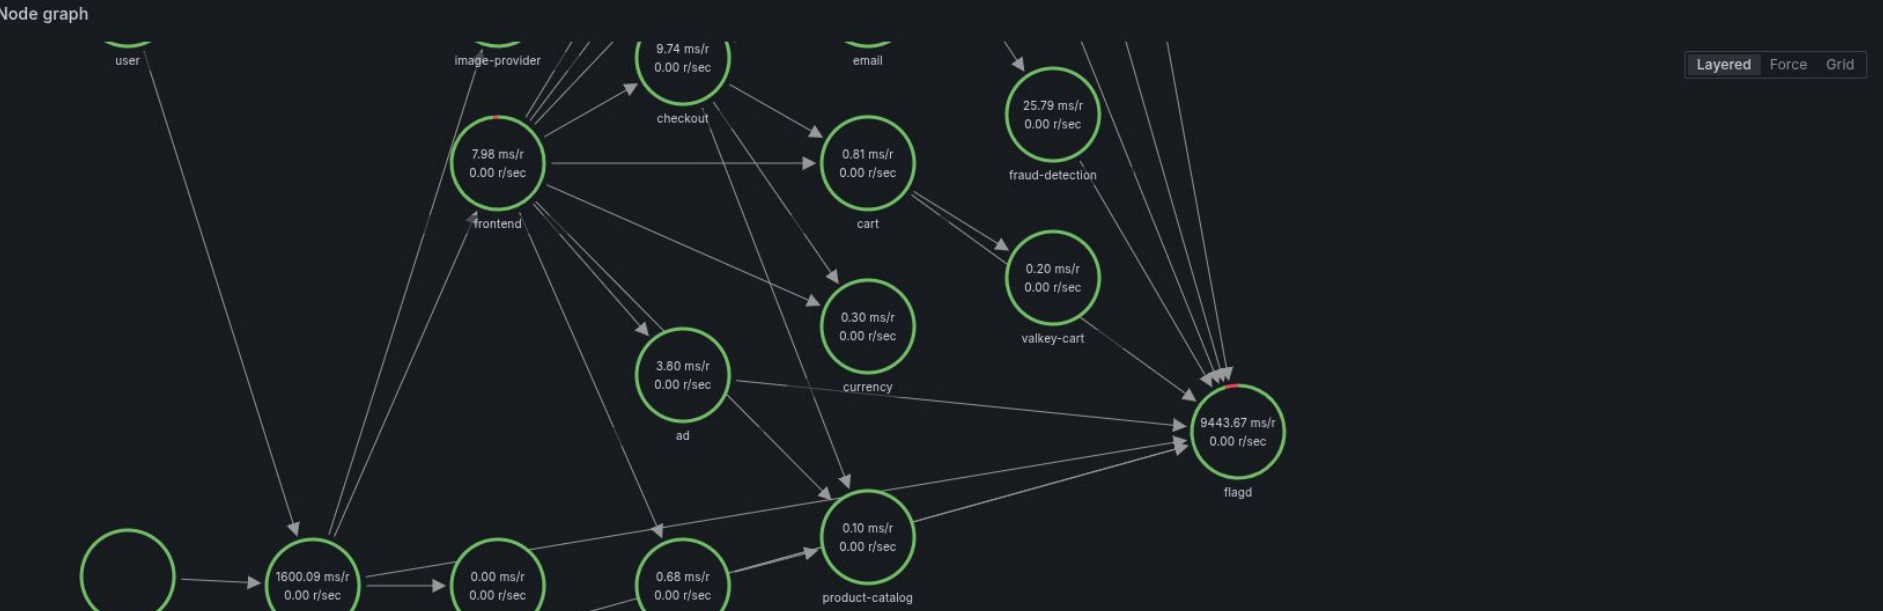 Node graph
Layered Force Grid
user
image-provider
9.74 ms/r
0.00 r/sec
checkout
email
25.79 ms/r
0.00 r/sec
fraud-detection
7.98 ms/r
0.00 r/sec
frontend
0.81 ms/r
0.00 r/sec
cart
0.20 ms/r
0.00 r/sec
valkey-cart
0.30 ms/r
0.00 r/sec
currency
3.80 ms/r
0.00 r/sec
ad
9443.67 ms/r
0.00 r/sec
flagd
0.10 ms/r
0.00 r/sec
product-catalog
1600.09 ms/r
0.00 r/sec
0.00 ms/r
0.00 r/sec
0.68 ms/r
0.00 r/sec